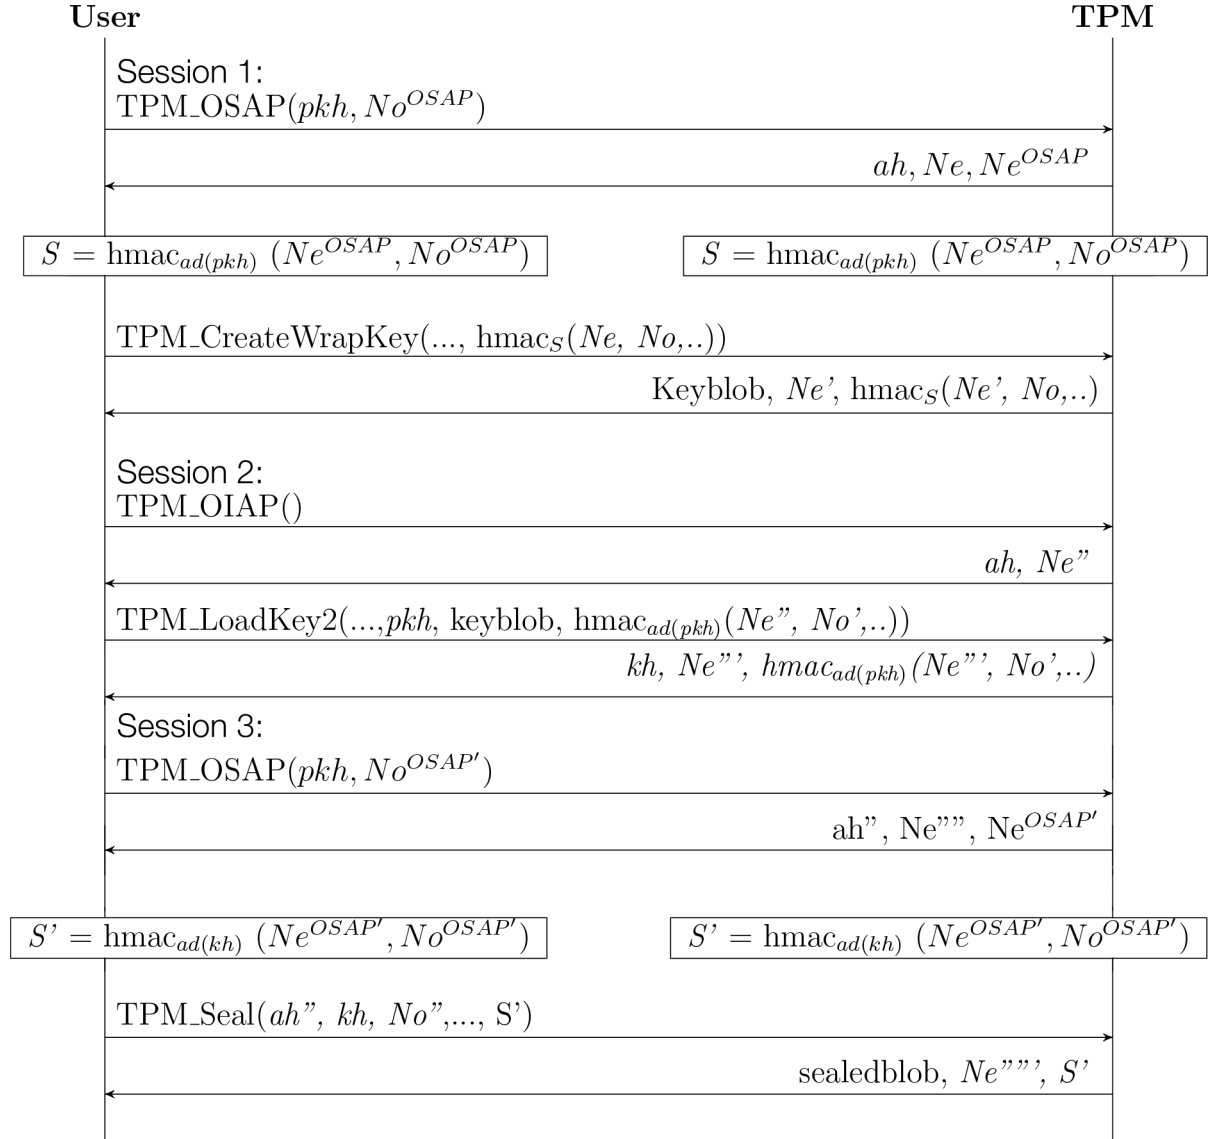 User TPM
Session 1:
TPM_OSAP(pkh, No^OSAP)
ah, Ne, Ne^OSAP
S = hmac_ad(pkh) (Ne^OSAP, No^OSAP) S = hmac_ad(pkh) (Ne^OSAP, No^OSAP)
TPM_CreateWrapKey(..., hmac_S(Ne, No,..))
Keyblob, Ne', hmac_S(Ne', No,..)
Session 2:
TPM_OIAP()
ah, Ne”
TPM_LoadKey2(...,pkh, keyblob, hmac_ad(pkh)(Ne”, No',..))
kh, Ne”', hmac_ad(pkh)(Ne”', No',..)
Session 3:
TPM_OSAP(pkh, No^OSAP′)
ah”, Ne””, Ne^OSAP′
S' = hmac_ad(kh) (Ne^OSAP′, No^OSAP′) S' = hmac_ad(kh) (Ne^OSAP′, No^OSAP′)
TPM_Seal(ah”, kh, No”,..., S')
sealedblob, Ne””', S'